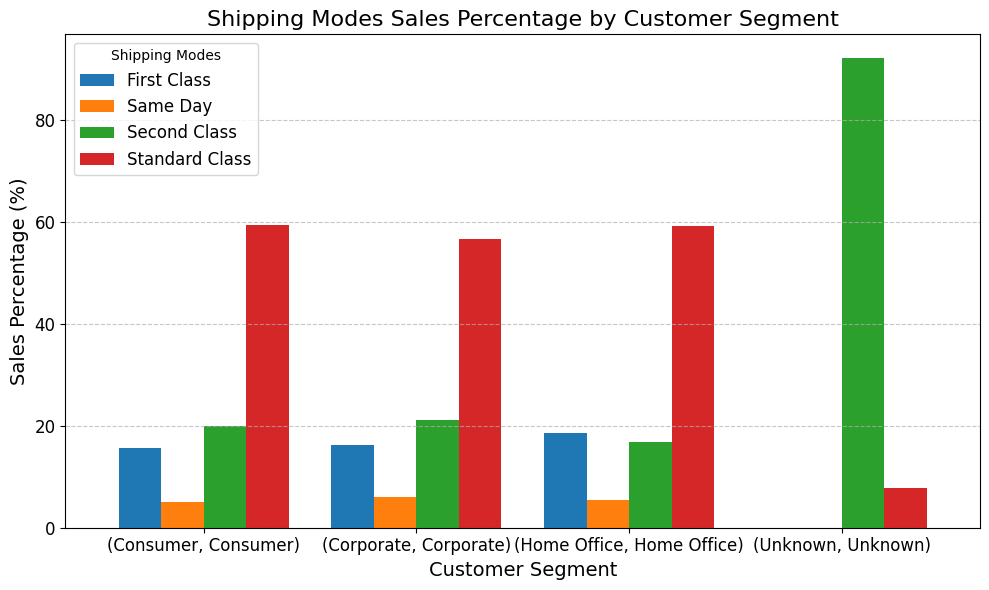 Shipping Modes Sales Percentage by Customer Segment
Shipping Modes
First Class
Same Day
Second Class
Standard Class
Sales Percentage (%)
80
60
40
20
0
(Consumer, Consumer) (Corporate, Corporate) (Home Office, Home Office) (Unknown, Unknown)
Customer Segment